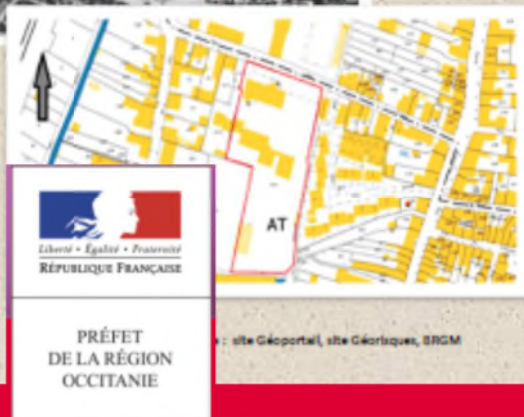 AT
Liberté • Égalité • Fraternité
RÉPUBLIQUE FRANÇAISE
PRÉFET
DE LA RÉGION
OCCITANIE
: site Géoportail, site Géorisques, BRGM